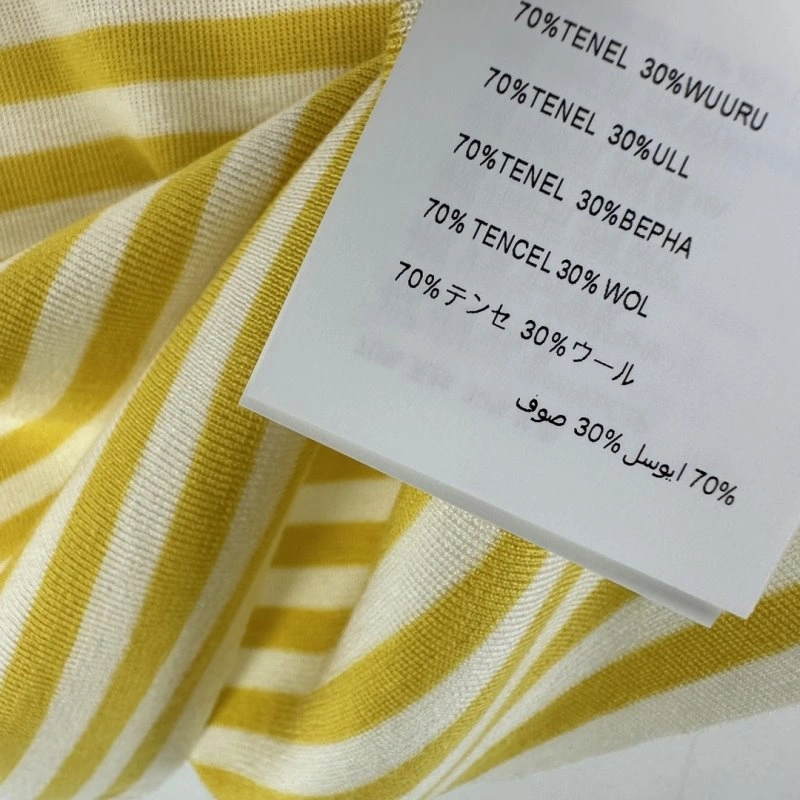 70%TENEL 30%WUURU
70%TENEL 30%ULL
70%TENEL 30%BEPHA
70% TENCEL 30% WOL
70%テンセ 30%ウール
70% ايوسل 30% صوف